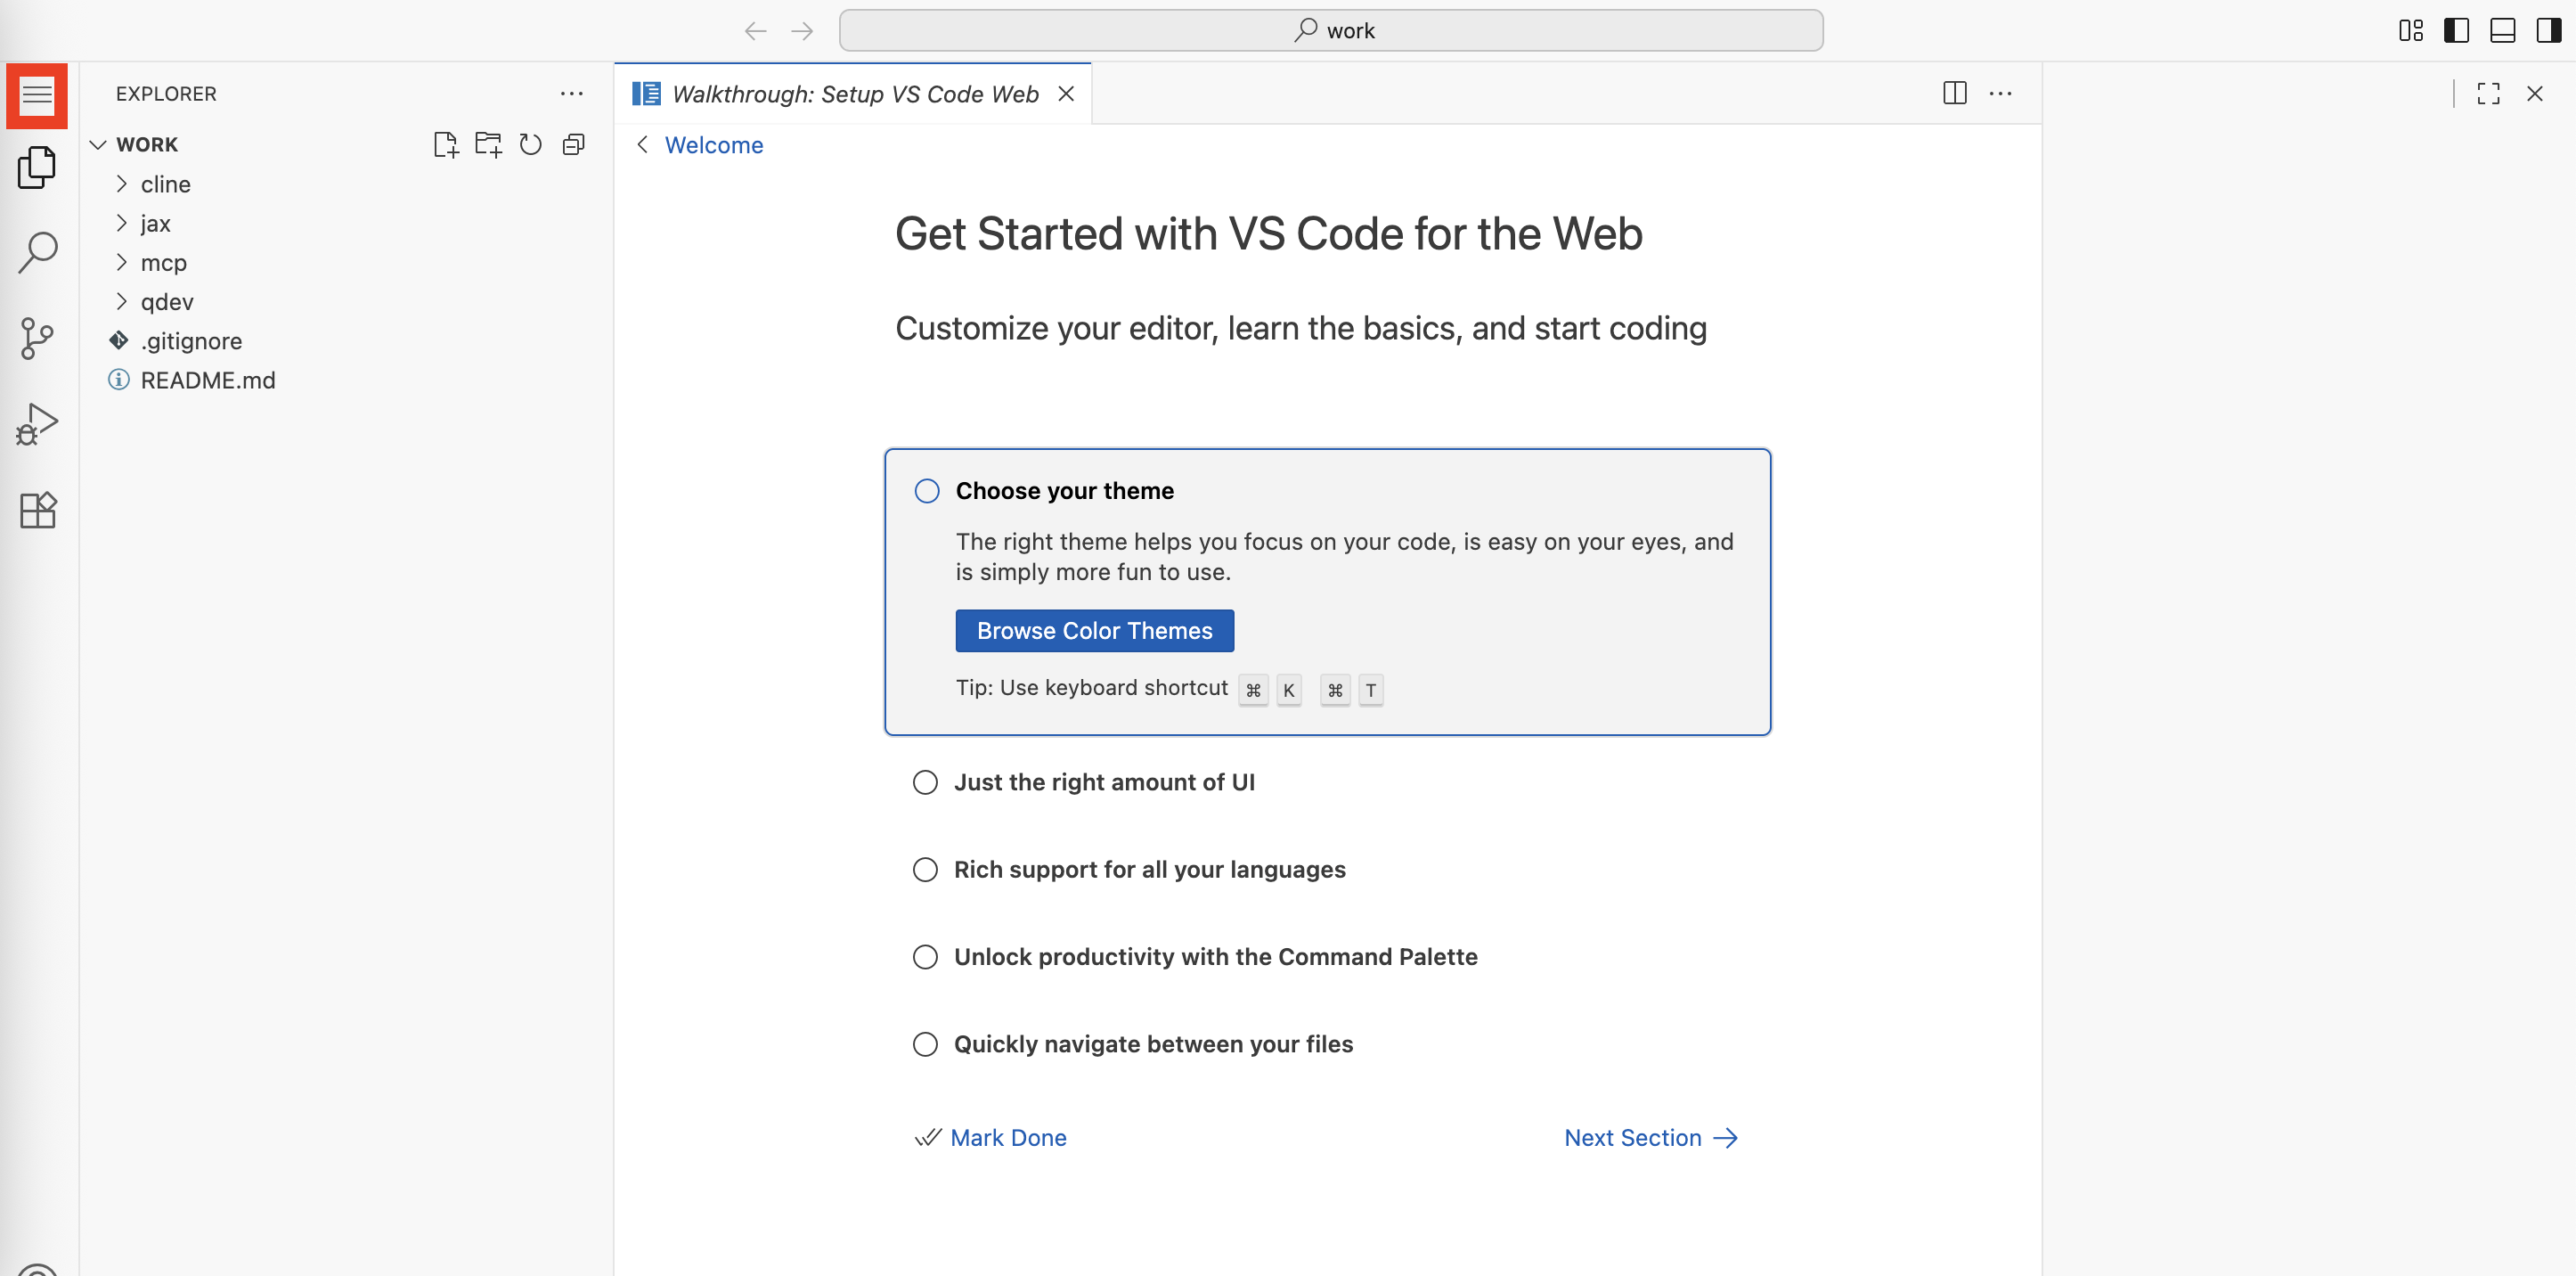 work
EXPLORER
WORK
cline
jax
mcp
qdev
.gitignore
README.md
Walkthrough: Setup VS Code Web
Welcome
Get Started with VS Code for the Web
Customize your editor, learn the basics, and start coding
Choose your theme
The right theme helps you focus on your code, is easy on your eyes, and
is simply more fun to use.
Browse Color Themes
Tip: Use keyboard shortcut ⌘ K ⌘ T
Just the right amount of UI
Rich support for all your languages
Unlock productivity with the Command Palette
Quickly navigate between your files
Mark Done
Next Section